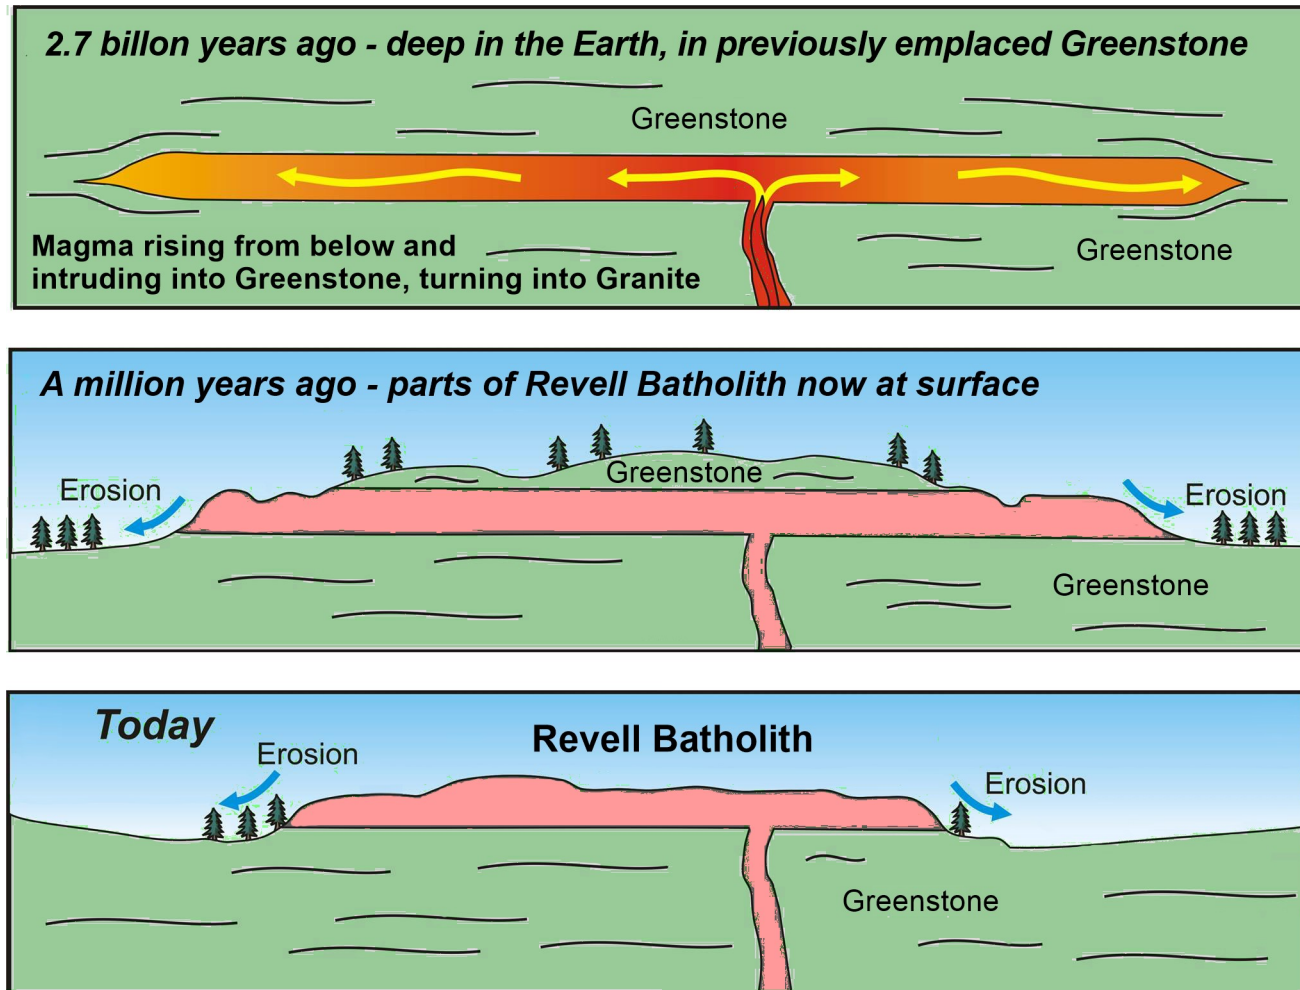 2.7 billon years ago - deep in the Earth, in previously emplaced Greenstone
Greenstone
Magma rising from below and
intruding into Greenstone, turning into Granite
Greenstone
A million years ago - parts of Revell Batholith now at surface
Greenstone
Erosion
Erosion
Greenstone
Today
Revell Batholith
Erosion
Erosion
Greenstone